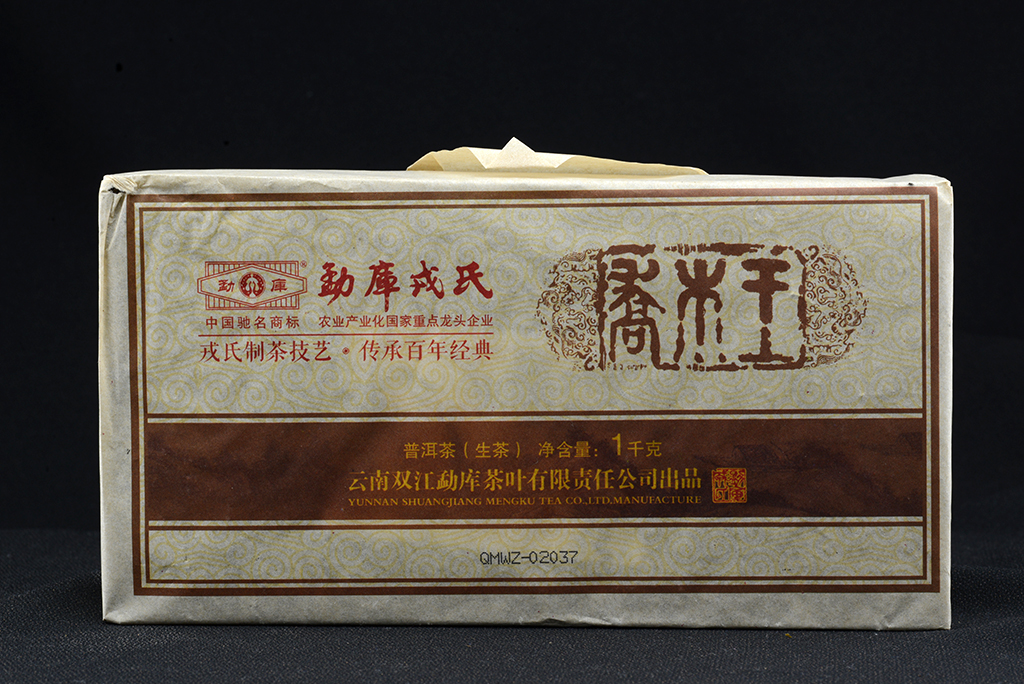 勐 庫 ®
勐库戎氏
中国驰名商标 农业产业化国家重点龙头企业
戎氏制茶技艺·传承百年经典
喬木王
普洱茶(生茶) 净含量:1千克
云南双江勐库茶叶有限责任公司出品
YUNNAN SHUANGJIANG MENGKU TEA CO.,LTD.MANUFACTURE
QMWZ-02037